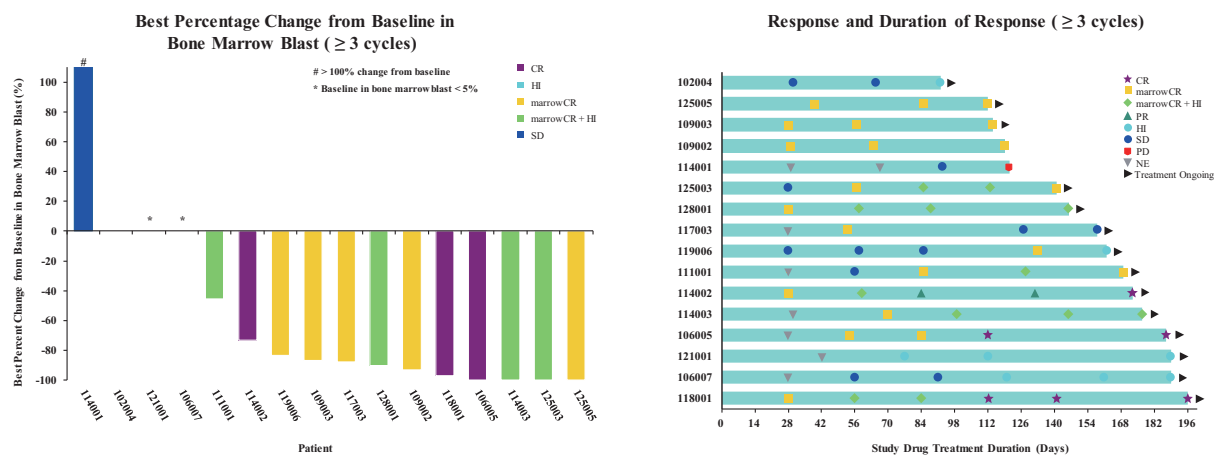 Best Percentage Change from Baseline in
Bone Marrow Blast ( ≥ 3 cycles)
Best Percent Change from Baseline in Bone Marrow Blast (%)
100
80
60
40
20
0
-20
-40
-60
-80
-100
#
*
*
# > 100% change from baseline
* Baseline in bone marrow blast < 5%
CR
HI
marrowCR
marrowCR + HI
SD
114001
102004
121001
106007
111001
114002
119006
109003
117003
128001
109002
118001
106005
114003
125003
125005
Patient
Response and Duration of Response (≥ 3 cycles)
102004
125005
109003
109002
114001
125003
128001
117003
119006
111001
114002
114003
106005
121001
106007
118001
CR
marrowCR
marrowCR + HI
PR
HI
SD
PD
NE
Treatment Ongoing
0 14 28 42 56 70 84 98 112 126 140 154 168 182 196
Study Drug Treatment Duration (Days)